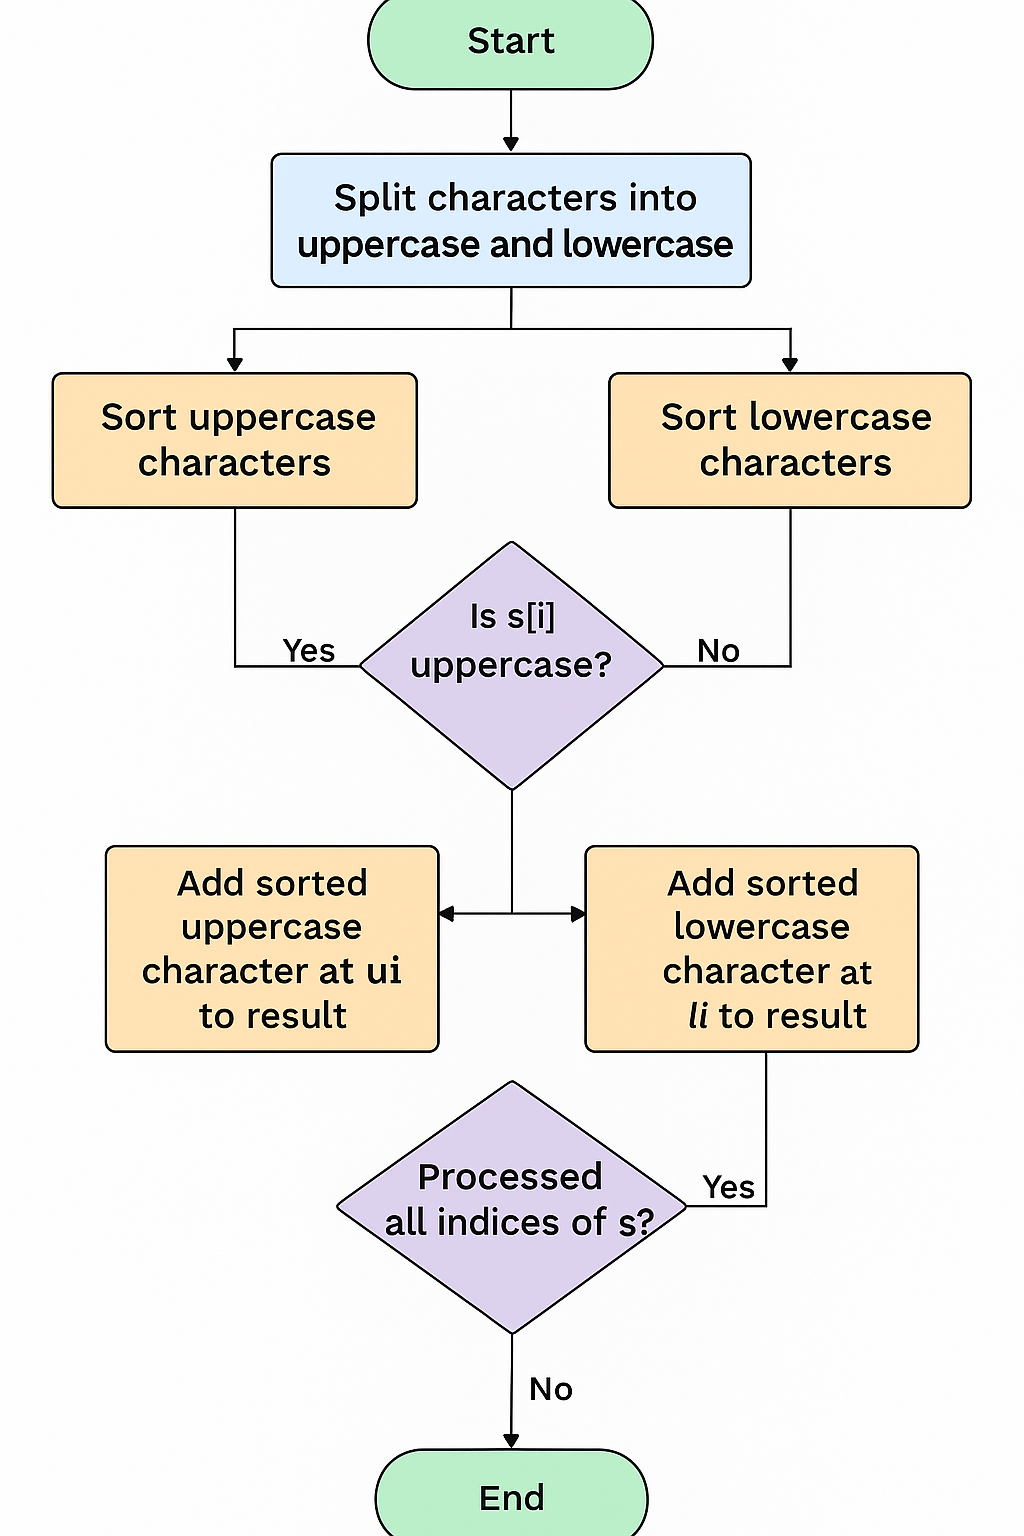 Start
Split characters into
uppercase and lowercase
Sort uppercase
characters
Sort lowercase
characters
Is s[i]
uppercase?
Yes
No
Add sorted
uppercase
character at ui
to result
Add sorted
lowercase
character at
li to result
Processed
all indices of s?
Yes
No
End